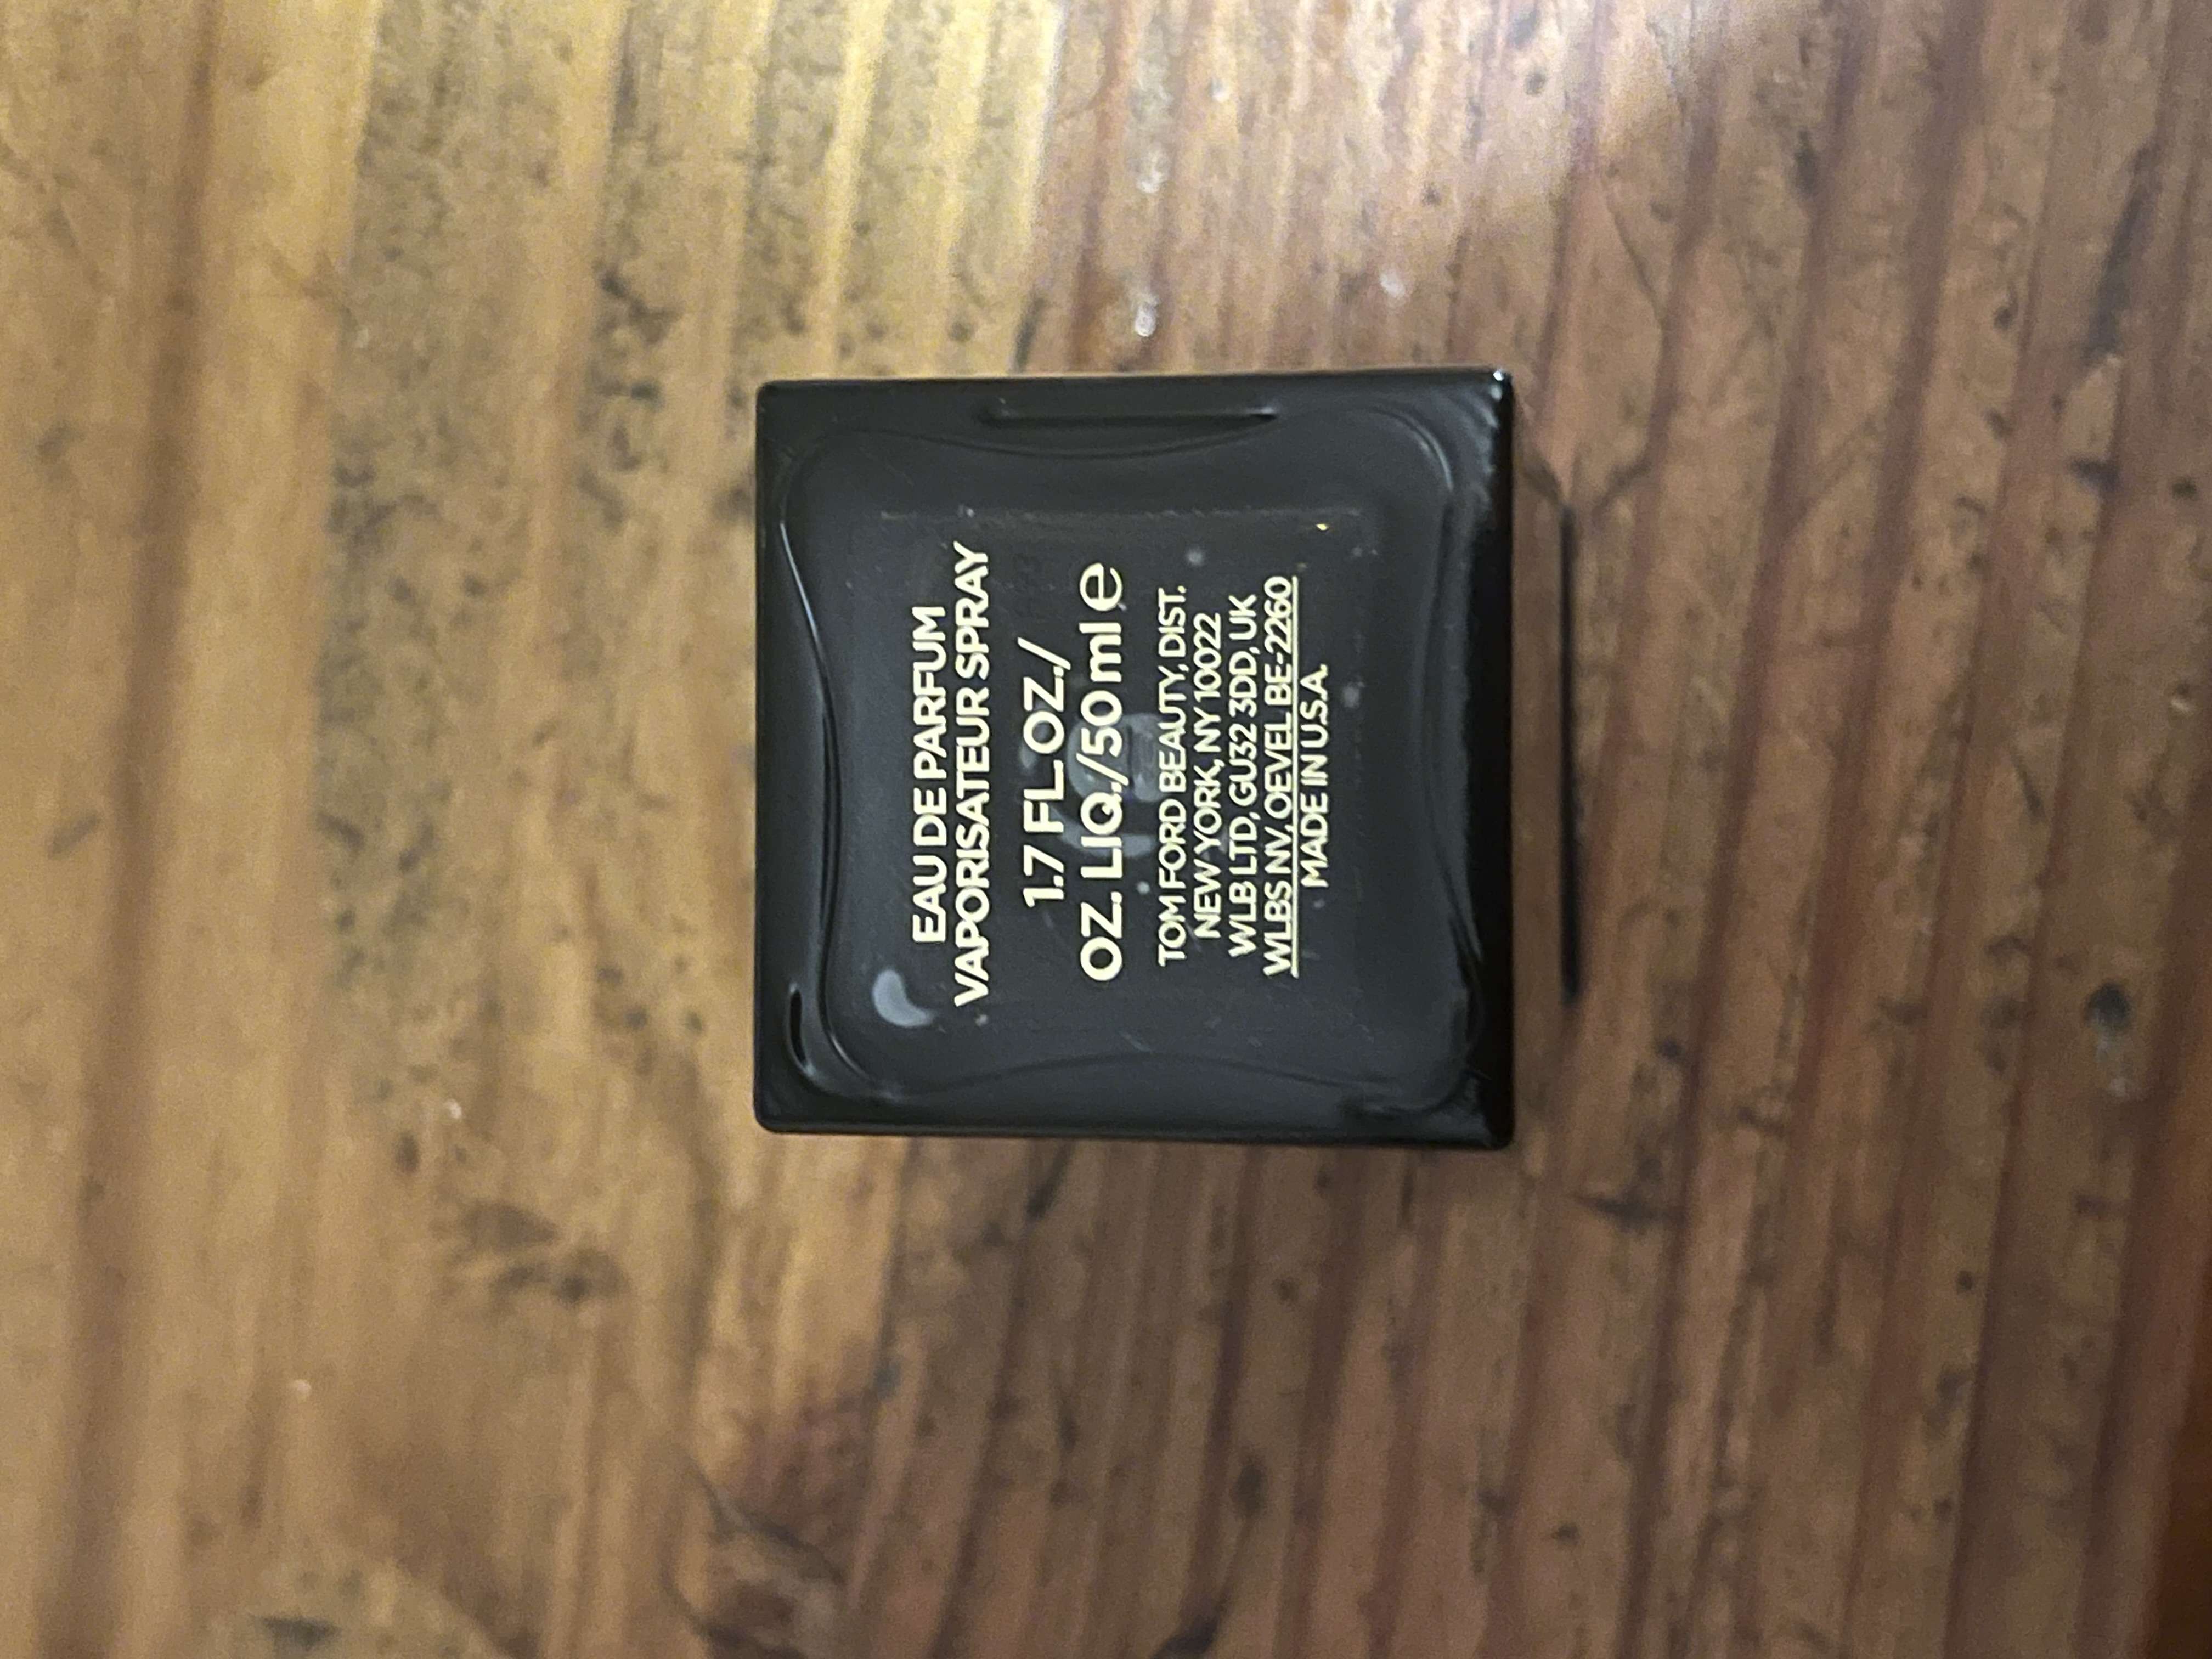 EAU DE PARFUM
VAPORISATEUR SPRAY
1.7 FL.OZ./
OZ. LIQ./50 ml ℮
TOM FORD BEAUTY, DIST.
NEW YORK, NY 10022
WLB LTD, GU32 3DD, UK
WLBS NV, OEVEL BE-2260
MADE IN U.S.A.